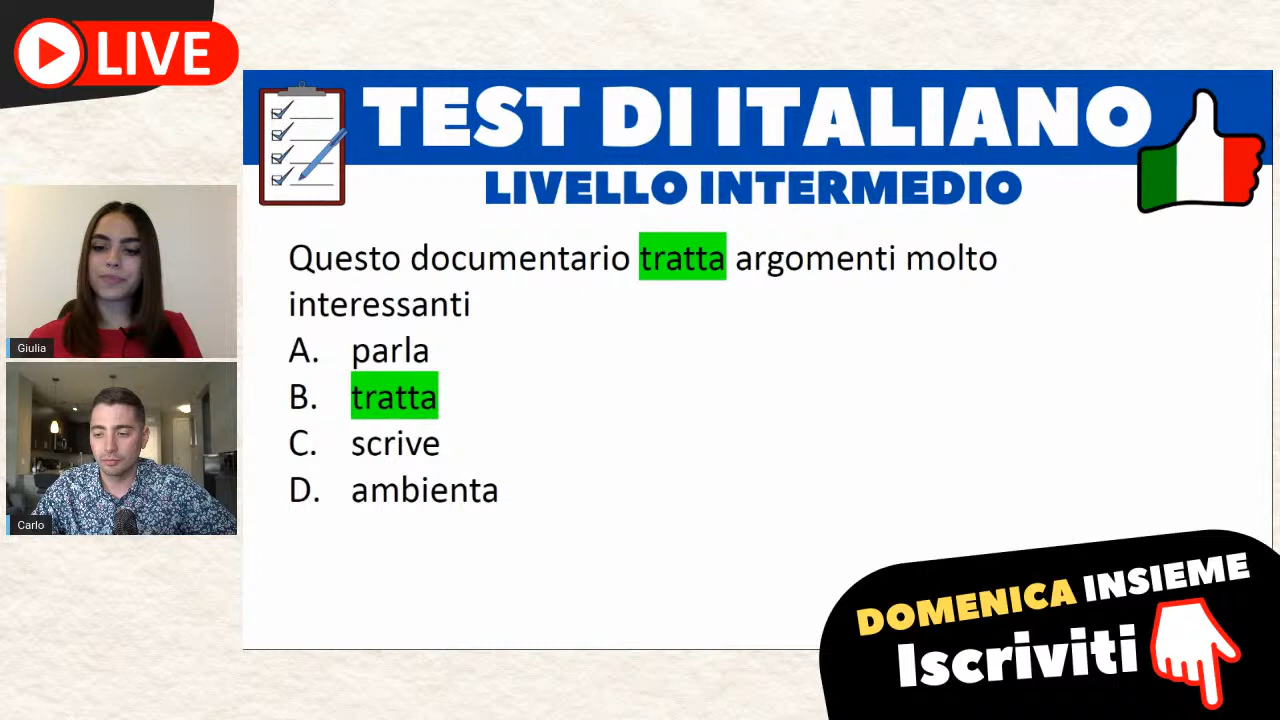 LIVE
TEST DI ITALIANO
LIVELLO INTERMEDIO
Questo documentario tratta argomenti molto
interessanti
A. parla
B. tratta
C. scrive
D. ambienta
Giulia
Carlo
DOMENICA INSIEME
Iscriviti